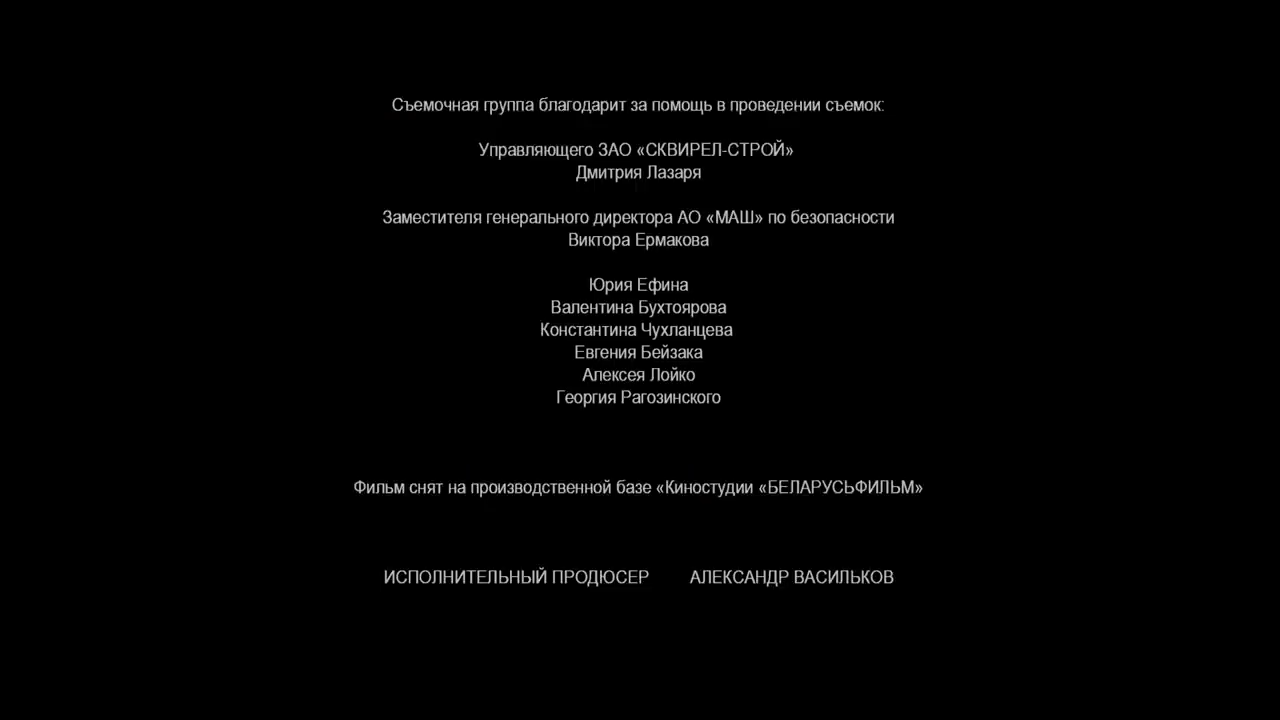 Съемочная группа благодарит за помощь в проведении съемок:
Управляющего ЗАО «СКВИРЕЛ-СТРОЙ»
Дмитрия Лазаря
Заместителя генерального директора АО «МАШ» по безопасности
Виктора Ермакова
Юрия Ефина
Валентина Бухтоярова
Константина Чухланцева
Евгения Бейзака
Алексея Лойко
Георгия Рагозинского
Фильм снят на производственной базе «Киностудии «БЕЛАРУСЬФИЛЬМ»
ИСПОЛНИТЕЛЬНЫЙ ПРОДЮСЕР АЛЕКСАНДР ВАСИЛЬКОВ